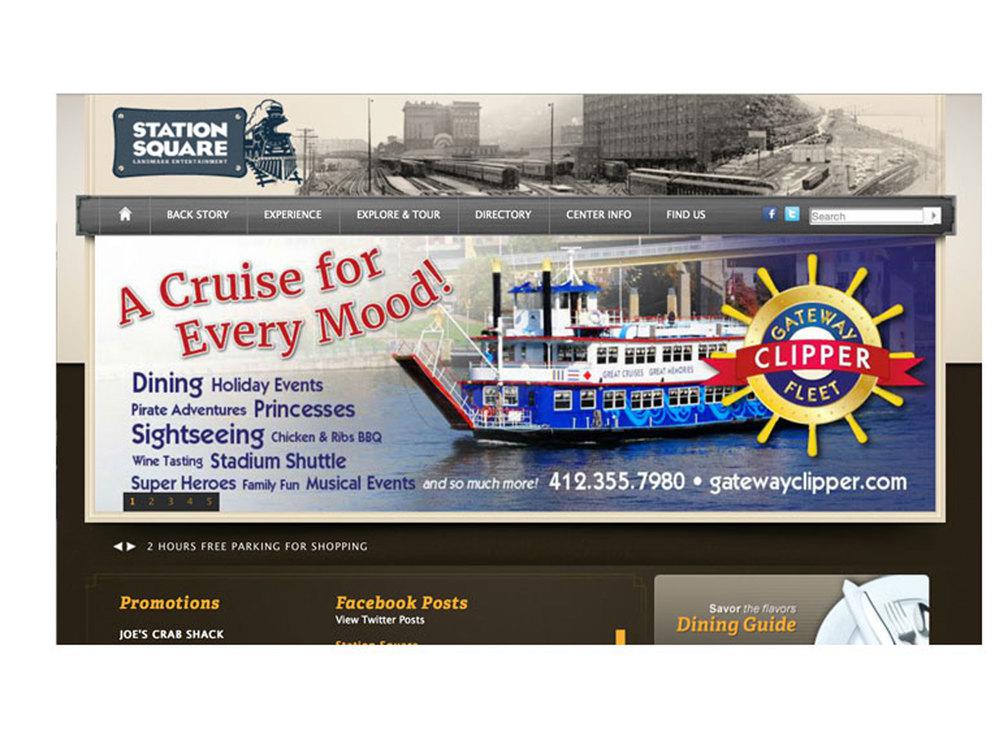 STATION
SQUARE
LANDMARK ENTERTAINMENT
BACK STORY EXPERIENCE EXPLORE & TOUR DIRECTORY CENTER INFO FIND US
Search
A Cruise for
Every Mood!
Dining Holiday Events
Pirate Adventures Princesses
Sightseeing Chicken & Ribs BBQ
Wine Tasting Stadium Shuttle
Super Heroes Family Fun Musical Events and so much more! 412.355.7980 • gatewayclipper.com
GREAT CRUISES GREAT MEMORIES
GATEWAY
CLIPPER
FLEET
1 2 3 4 5
2 HOURS FREE PARKING FOR SHOPPING
Promotions
JOE'S CRAB SHACK
Facebook Posts
View Twitter Posts
Station Square
Savor the flavors
Dining Guide